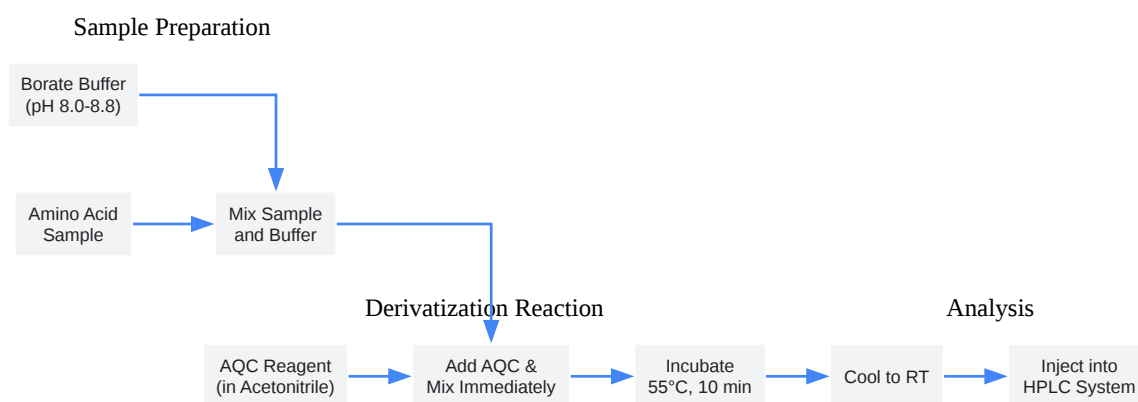 Sample Preparation
Borate Buffer
(pH 8.0-8.8)
Amino Acid
Sample
Mix Sample
and Buffer
Derivatization Reaction
Analysis
AQC Reagent
(in Acetonitrile)
Add AQC &
Mix Immediately
Incubate
55°C, 10 min
Cool to RT
Inject into
HPLC System